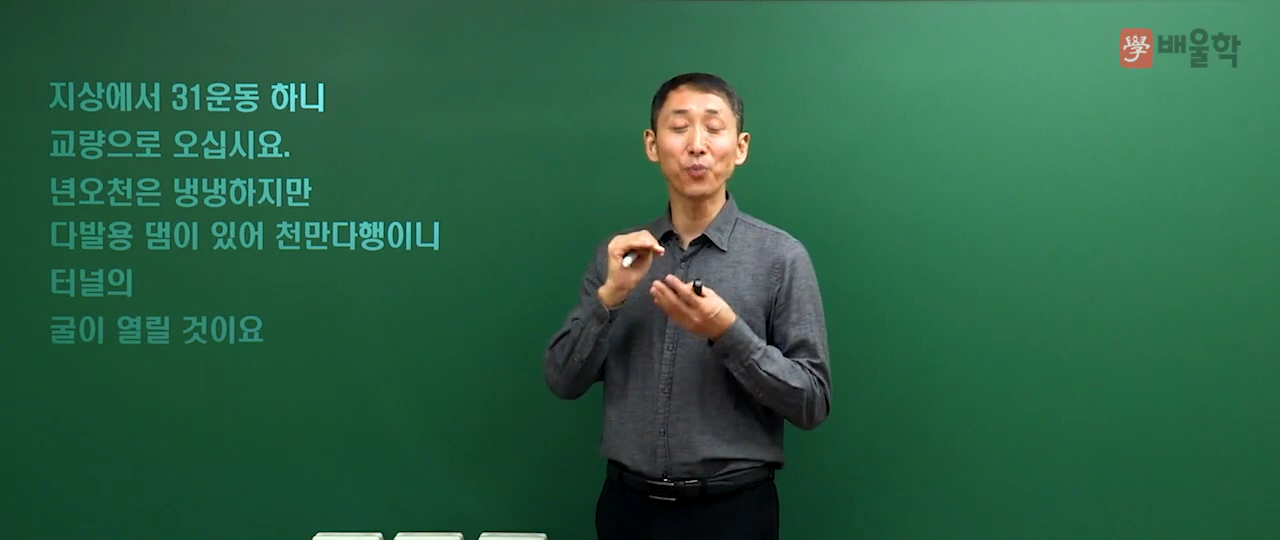 學배울학
지상에서 31운동 하니
교량으로 오십시요.
년오천은 냉냉하지만
다발용 댐이 있어 천만다행이니
터널의
굴이 열릴 것이요